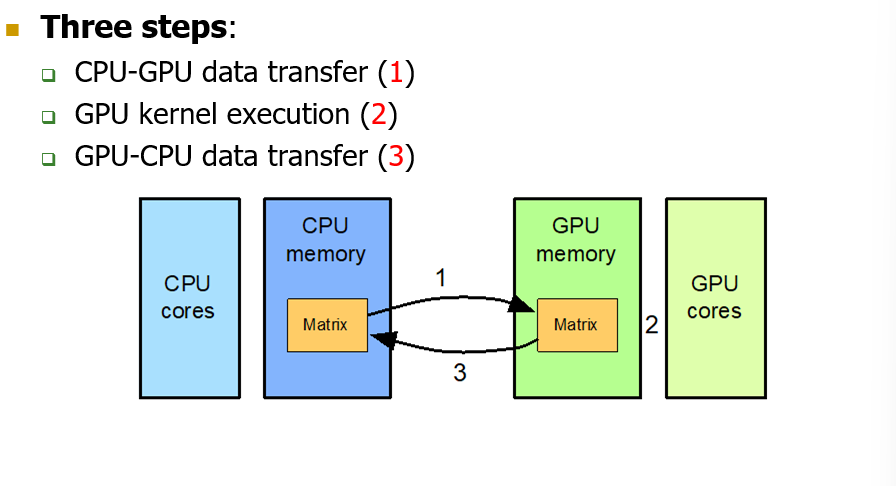 Three steps:
CPU-GPU data transfer (1)
GPU kernel execution (2)
GPU-CPU data transfer (3)
CPU
cores
CPU
memory
Matrix
1
3
GPU
memory
Matrix
2
GPU
cores